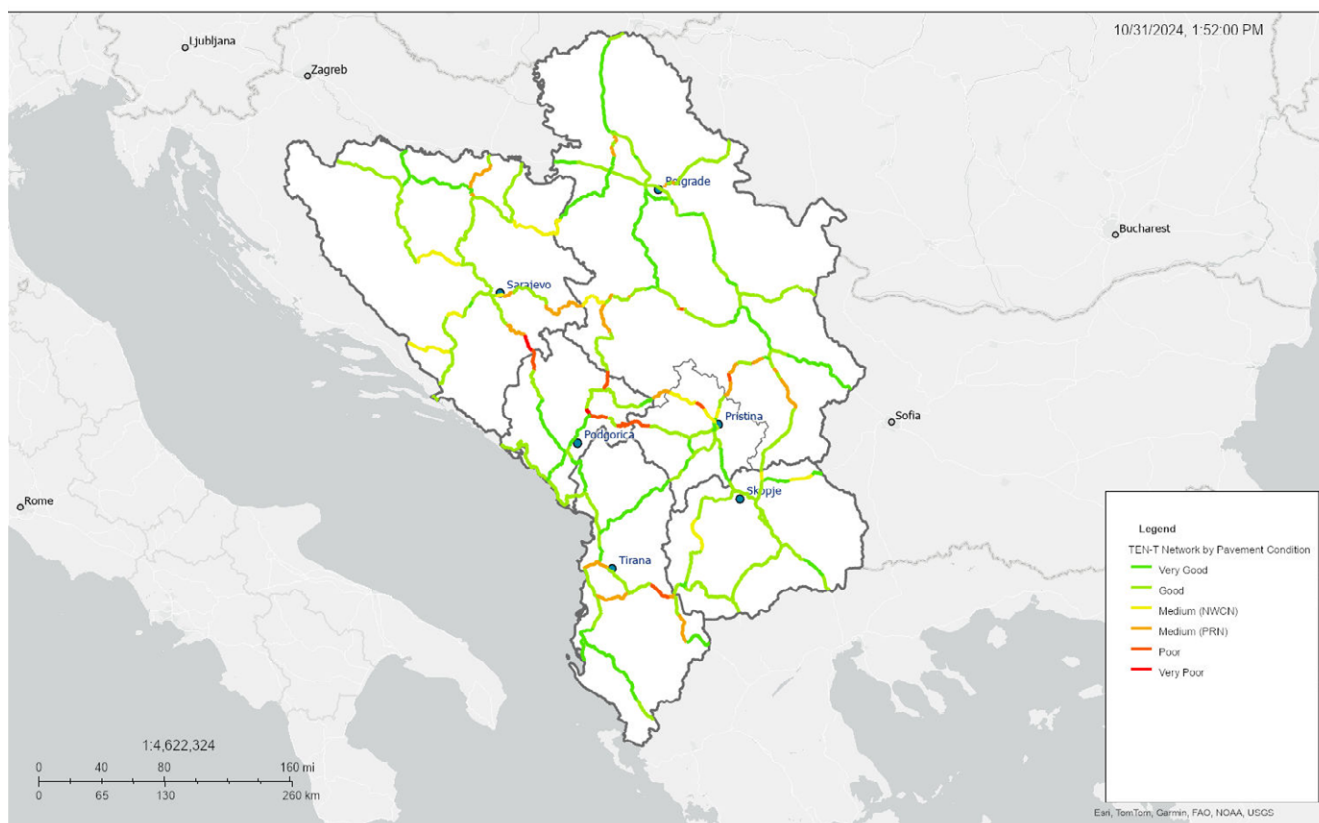 10/31/2024, 1:52:00 PM
Ljubljana
Zagreb
Belgrade
Bucharest
Sarajevo
Sofia
Pristina
Podgorica
Skopje
Rome
Tirana
Legend
TEN-T Network by Pavement Condition
Very Good
Good
Medium (NWCN)
Medium (PRN)
Poor
Very Poor
1:4,622,324
0 40 80 160 mi
0 65 130 260 km
Esri, TomTom, Garmin, FAO, NOAA, USGS